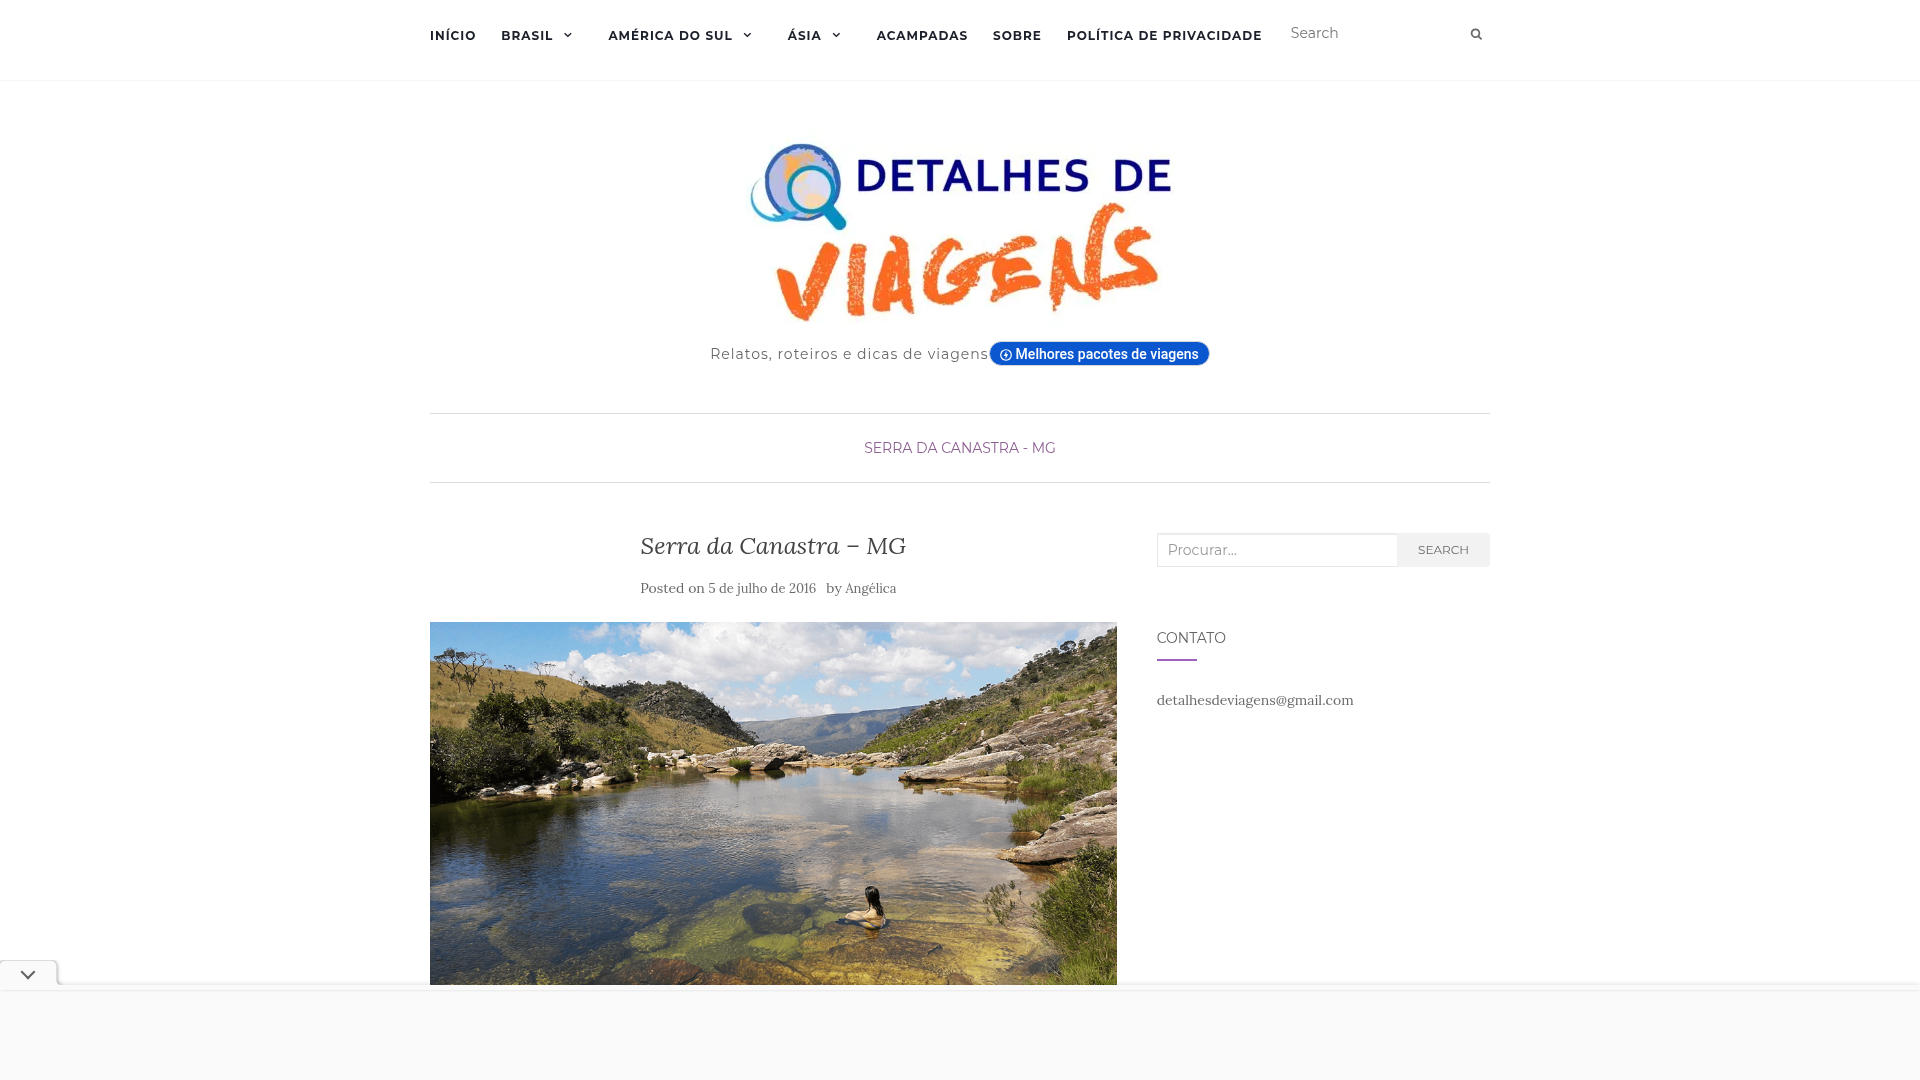 INÍCIO BRASIL AMÉRICA DO SUL ÁSIA ACAMPADAS SOBRE POLÍTICA DE PRIVACIDADE Search
DETALHES DE
VIAGENS
Relatos, roteiros e dicas de viagens Melhores pacotes de viagens
SERRA DA CANASTRA - MG
Serra da Canastra – MG
Posted on 5 de julho de 2016 by Angélica
Procurar... SEARCH
CONTATO
detalhesdeviagens@gmail.com